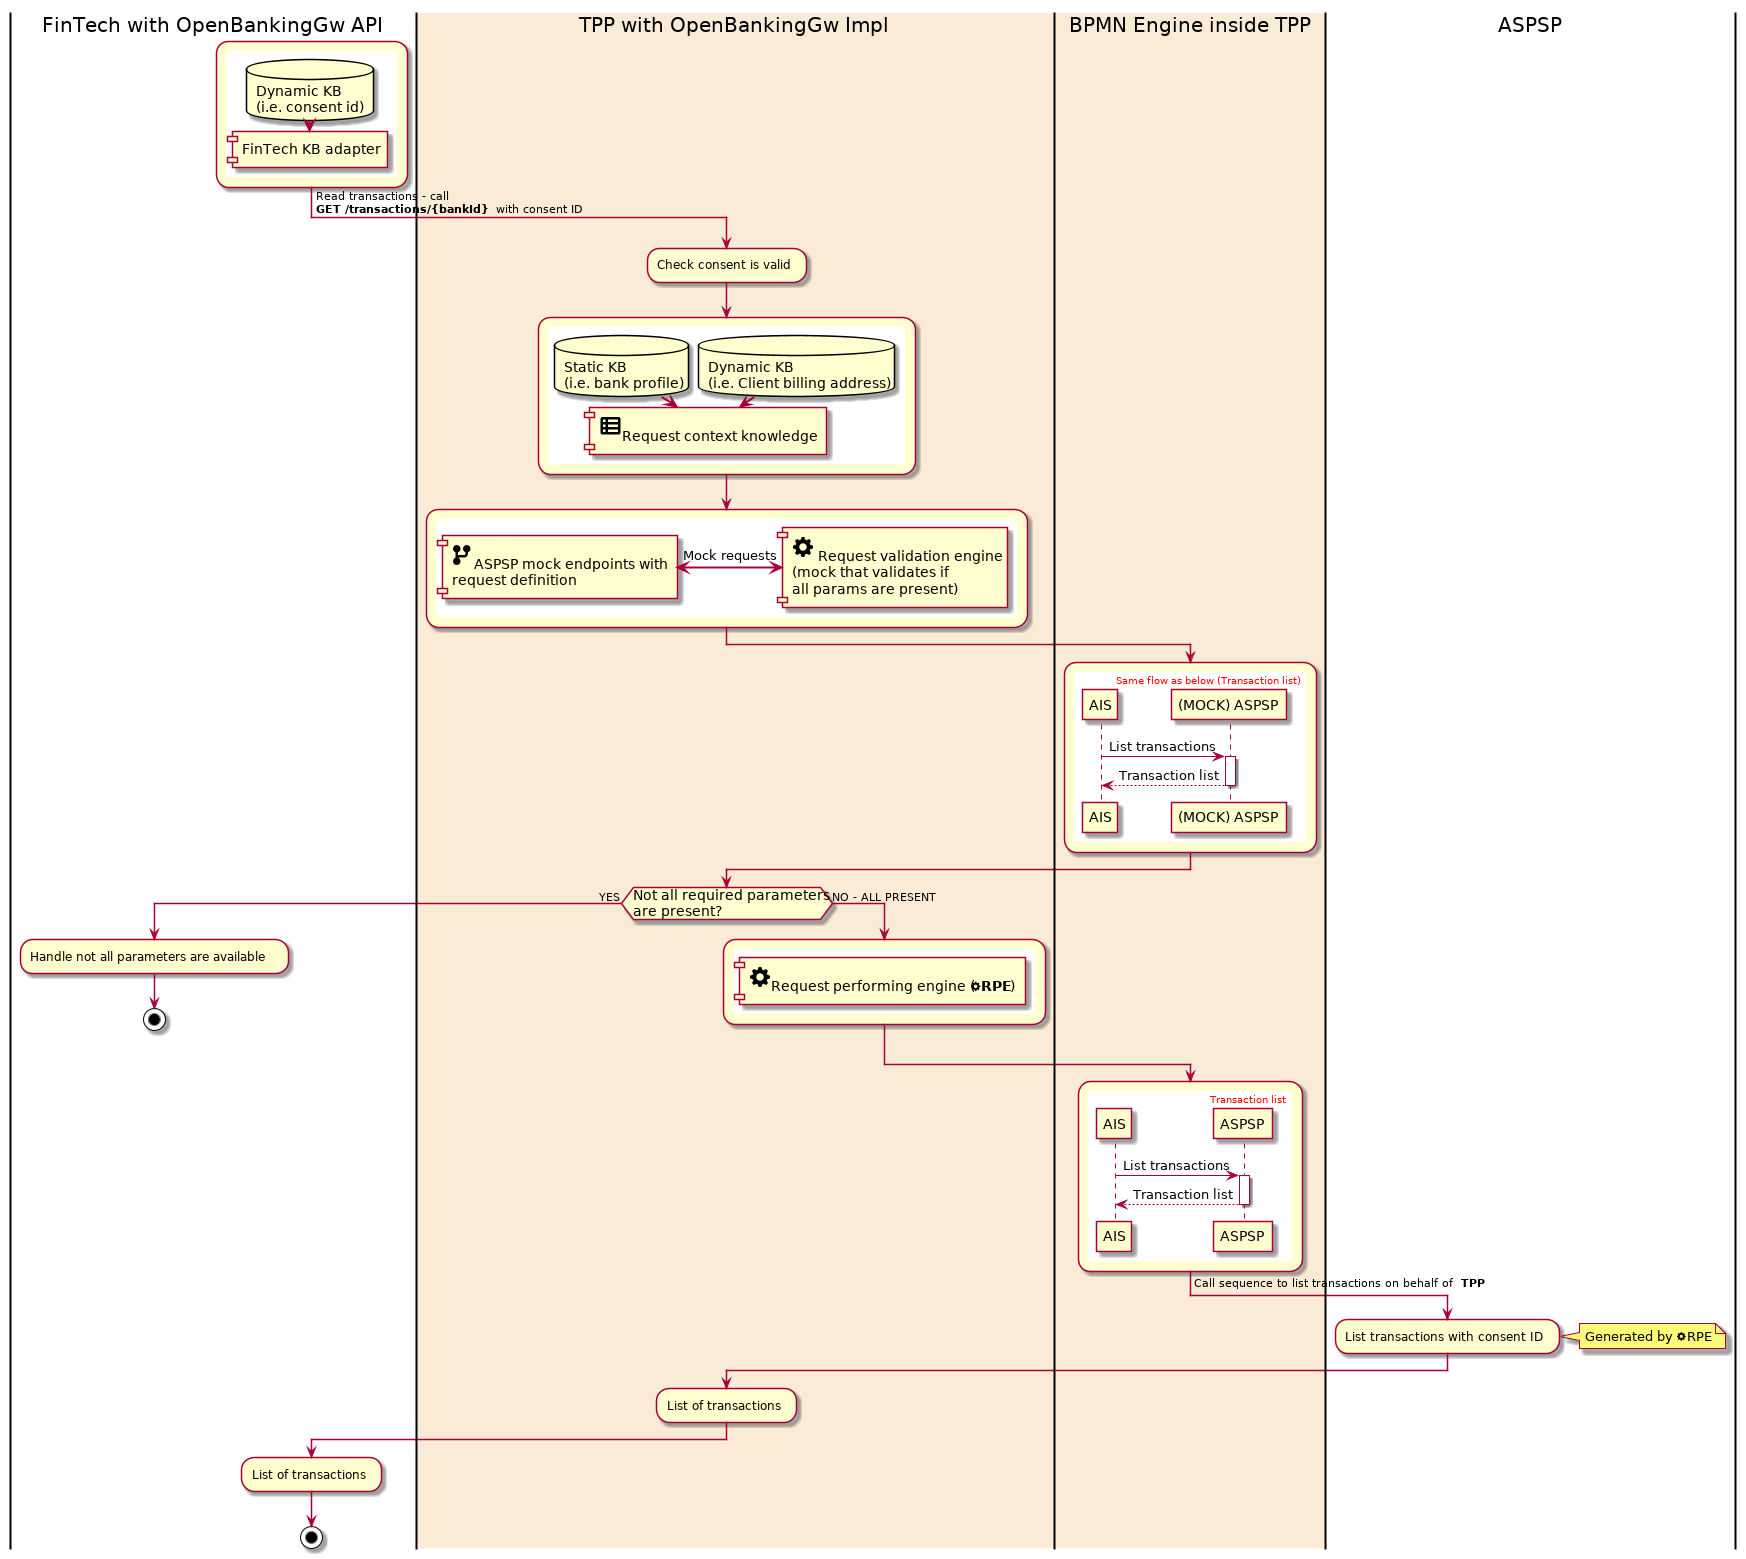 FinTech with OpenBankingGw API
TPP with OpenBankingGw Impl
BPMN Engine inside TPP
ASPSP
Dynamic KB
(i.e. consent id)
FinTech KB adapter
Read transactions - call
GET /transactions/{bankId} with consent ID
Check consent is valid
Static KB
(i.e. bank profile)
Dynamic KB
(i.e. Client billing address)
Request context knowledge
ASPSP mock endpoints with
request definition
Mock requests
Request validation engine
(mock that validates if
all params are present)
Same flow as below (Transaction list)
AIS
(MOCK) ASPSP
List transactions
Transaction list
AIS
(MOCK) ASPSP
YES
Not all required parameters
are present?
NO - ALL PRESENT
Handle not all parameters are available
Request performing engine (RPE)
Transaction list
AIS
ASPSP
List transactions
Transaction list
AIS
ASPSP
Call sequence to list transactions on behalf of TPP
List transactions with consent ID
Generated by RPE
List of transactions
List of transactions